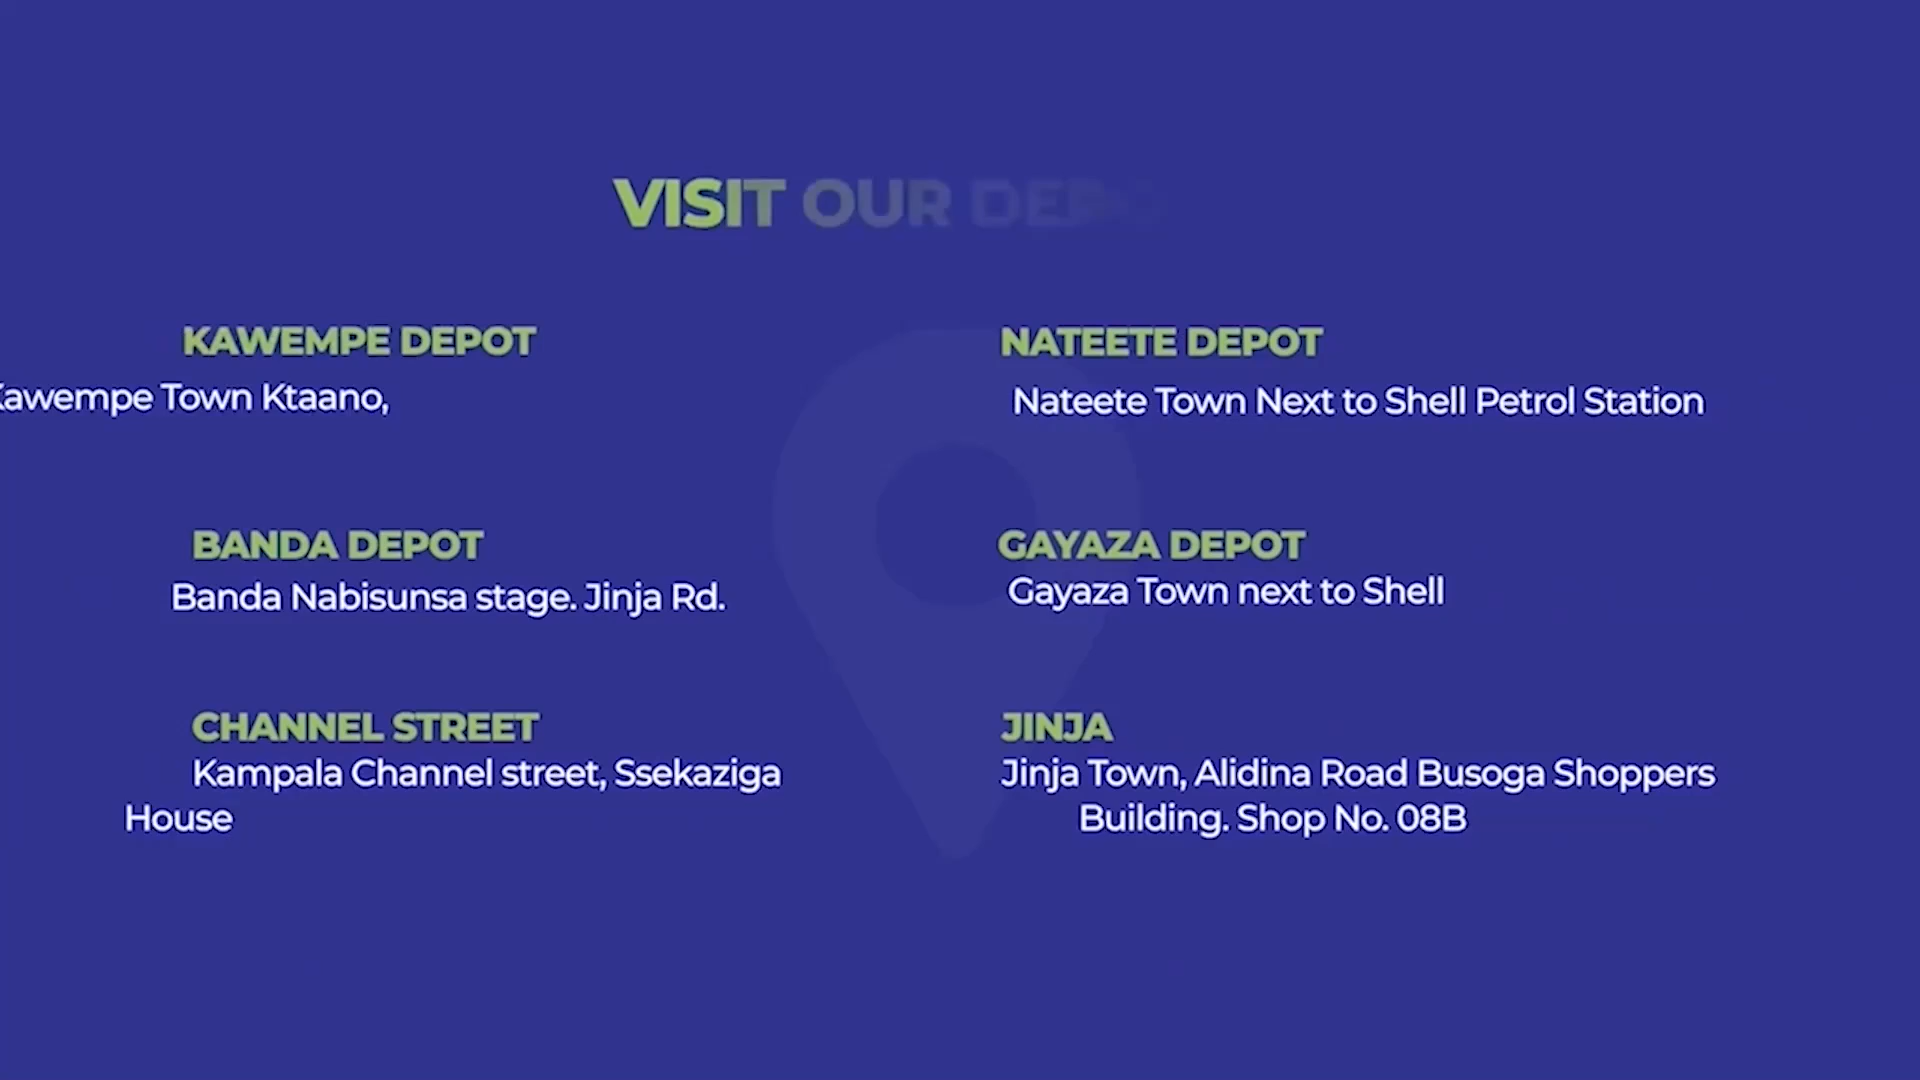 VISIT OUR DEPO
KAWEMPE DEPOT
Kawempe Town Ktaano,
NATEETE DEPOT
Nateete Town Next to Shell Petrol Station
BANDA DEPOT
Banda Nabisunsa stage. Jinja Rd.
GAYAZA DEPOT
Gayaza Town next to Shell
CHANNEL STREET
Kampala Channel street, Ssekaziga
House
JINJA
Jinja Town, Alidina Road Busoga Shoppers
Building. Shop No. 08B